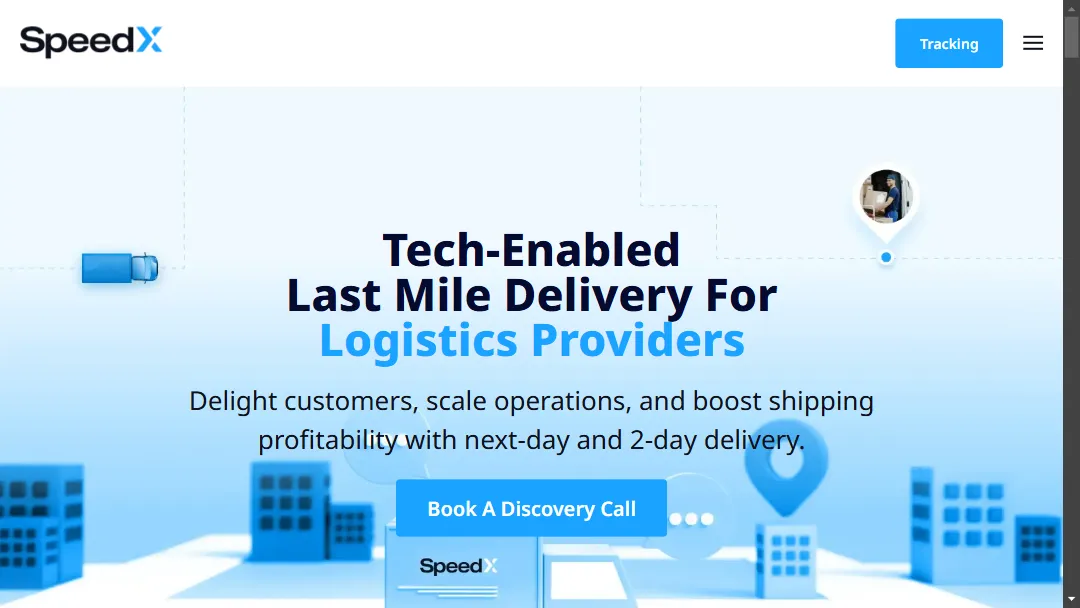 SpeedX
Tracking
Tech-Enabled
Last Mile Delivery For
Logistics Providers
Delight customers, scale operations, and boost shipping
profitability with next-day and 2-day delivery.
Book A Discovery Call
SpeedX